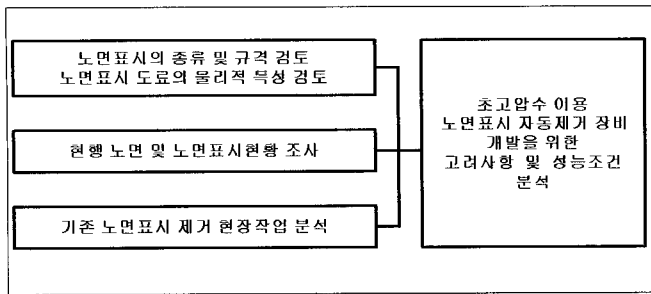 노면표시의 종류 및 규격 검토
노면표시 도료의 물리적 특성 검토
현행 노면 및 노면표시현황 조사
기존 노면표시 제거 현장작업 분석
초고압수 이용
노면표시 자동제거 장비
개발을 위한
고려사항 및 성능조건
분석